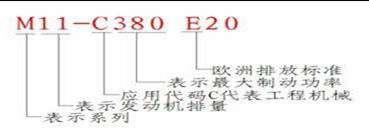 M11-C380 E20
欧洲排放标准
表示最大制动功率
应用代码C代表工程机械
表示发动机排量
表示系列